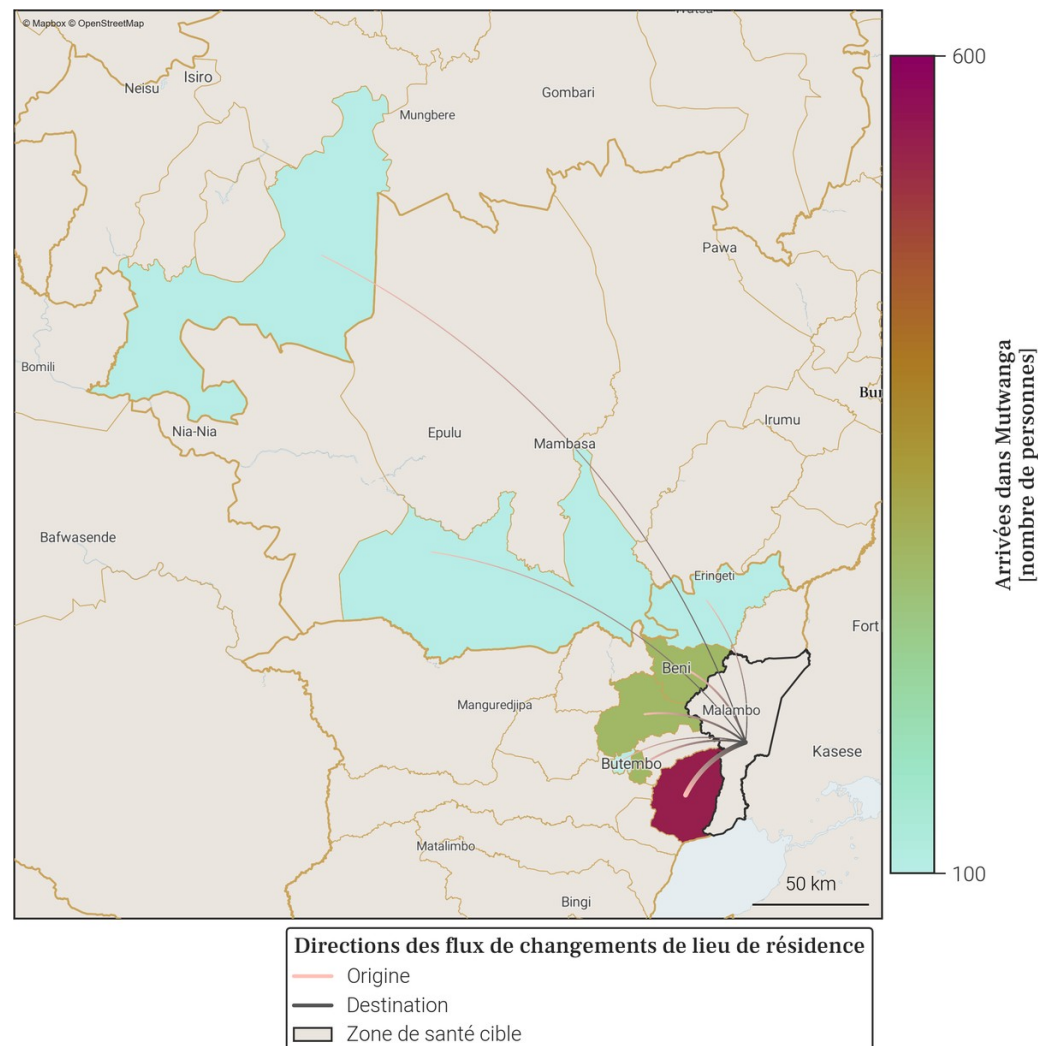 © Mapbox © OpenStreetMap
Isiro
Neisu
Gombari
Mungbere
Pawa
Bomili
Irumu
Nia-Nia
Epulu
Mambasa
Bafwasende
Eringeti
Fort
Beni
Manguredjipa
Malambo
Kasese
Butembo
Matalimbo
Bingi
50 km
600
100
Arrivées dans Mutwanga
[nombre de personnes]
Directions des flux de changements de lieu de résidence
Origine
Destination
Zone de santé cible